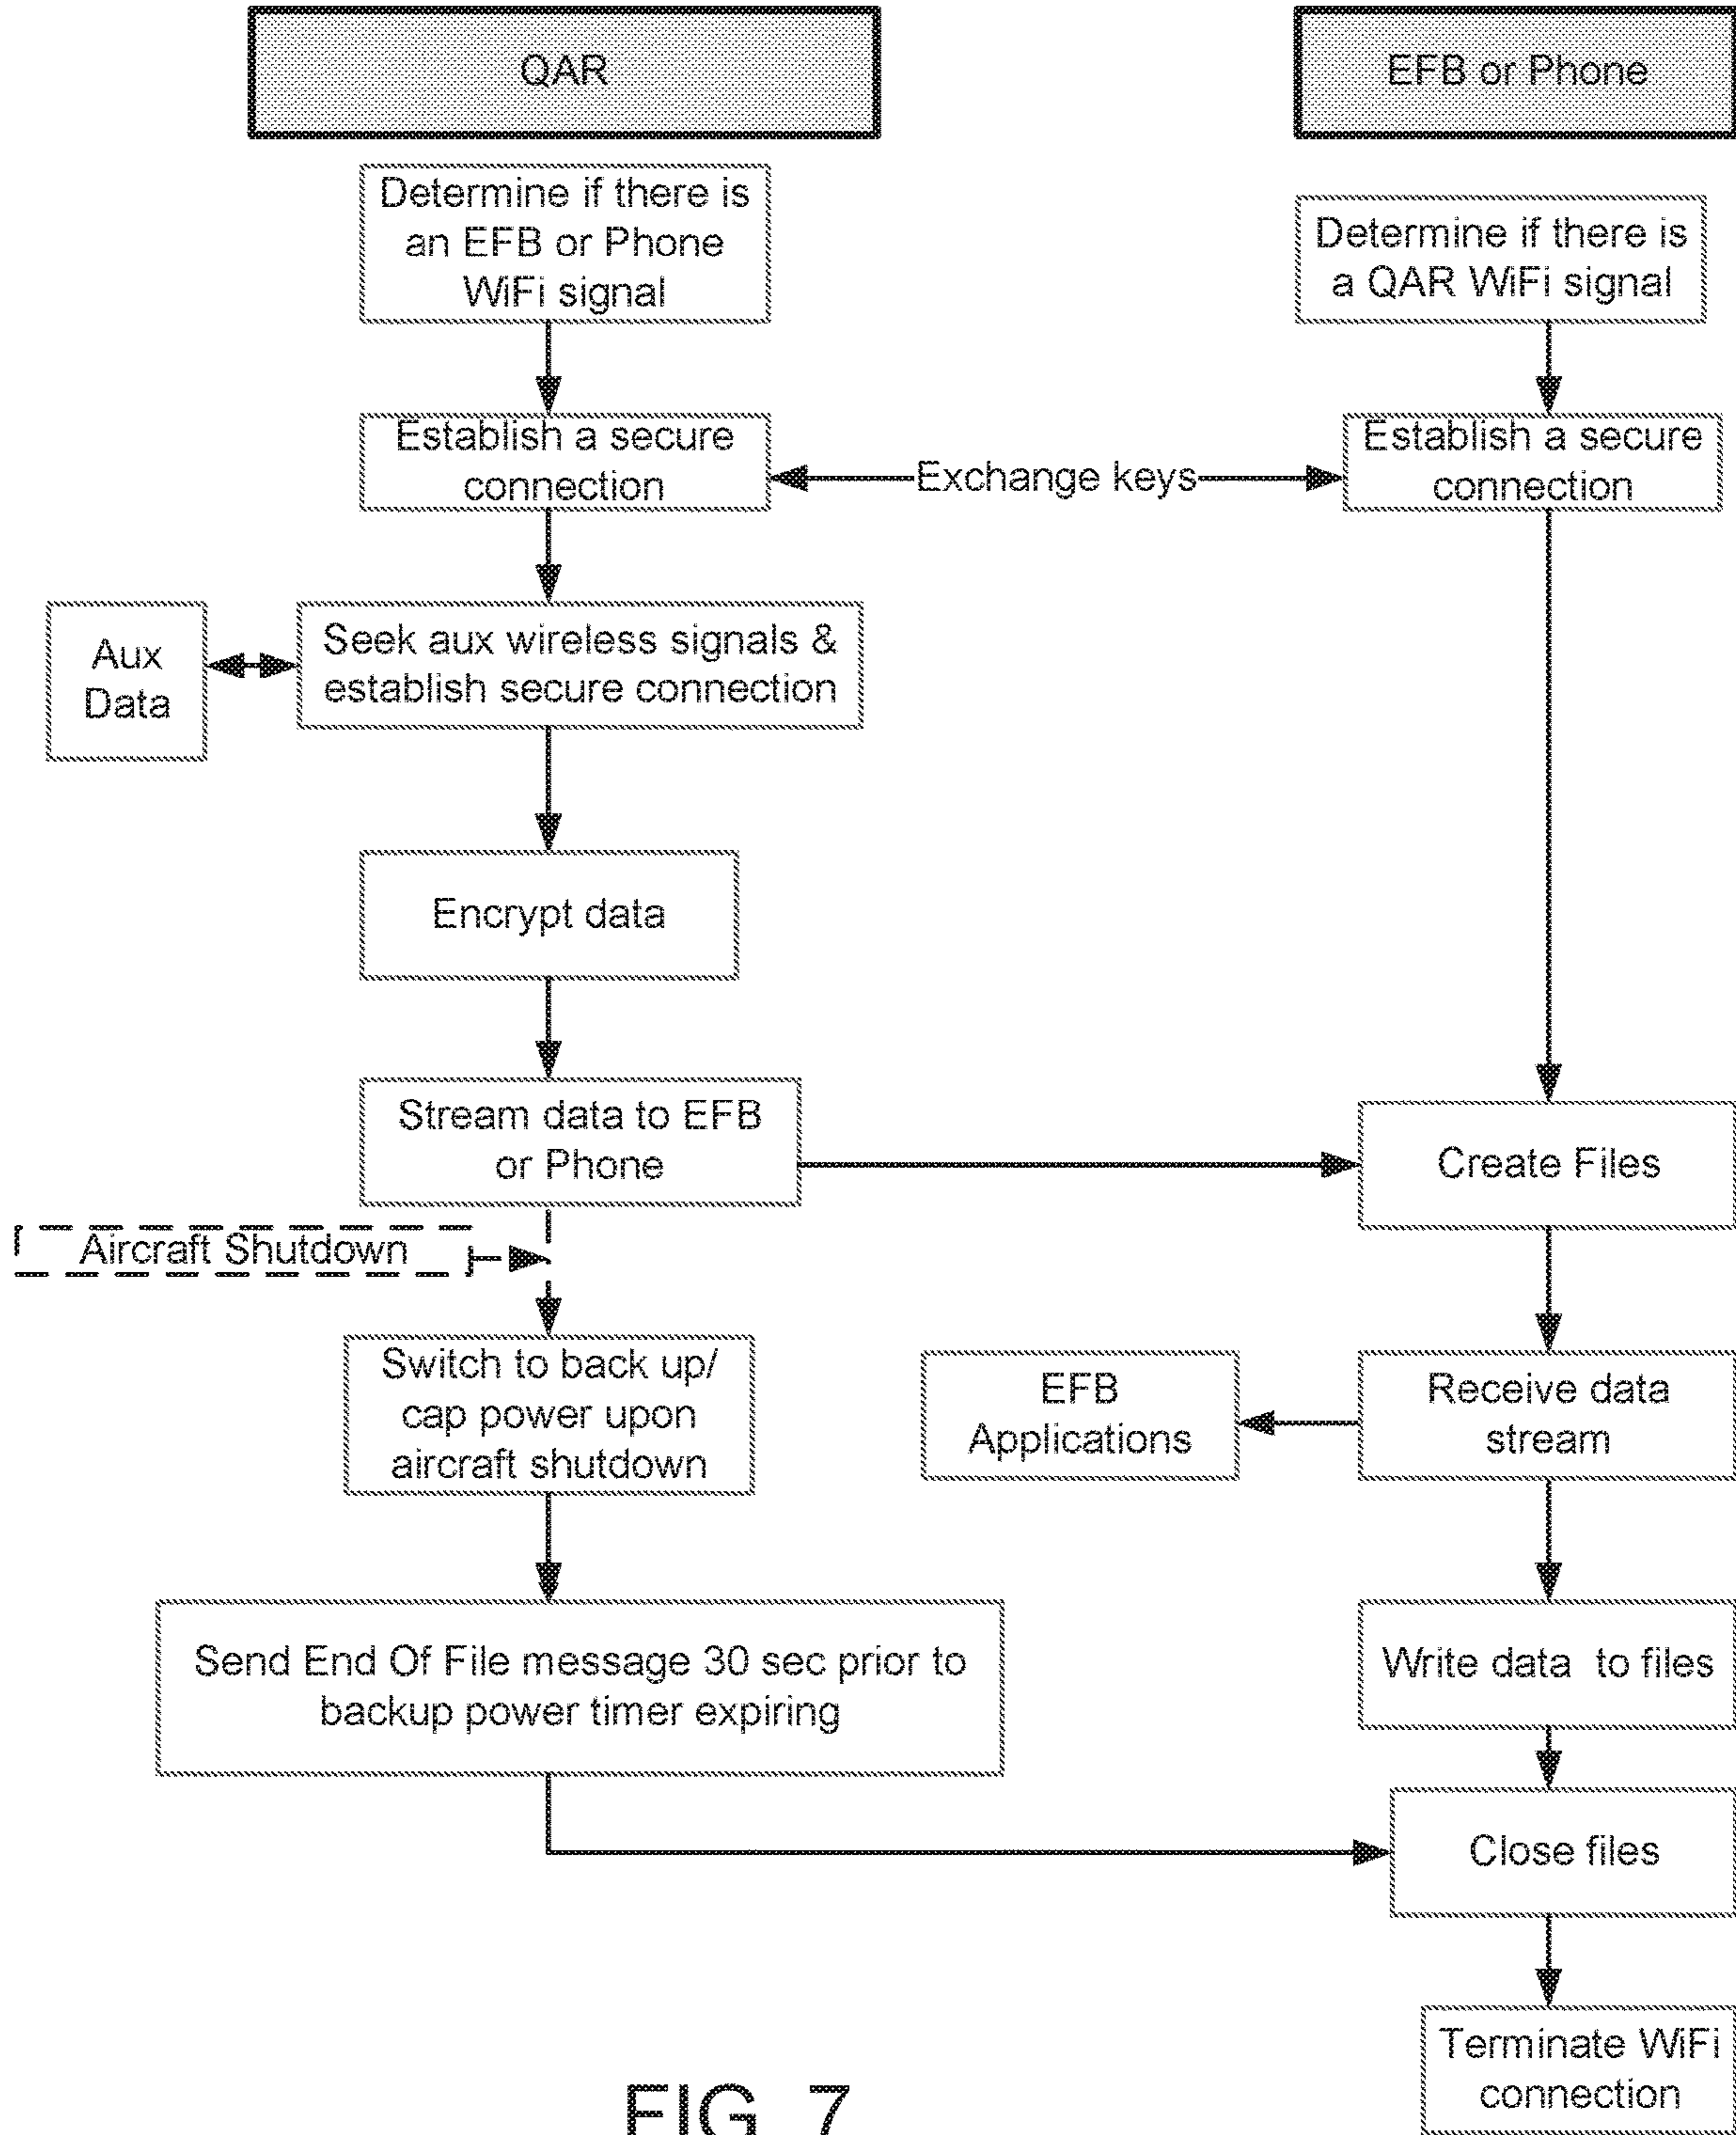 QAR
EFB or Phone
Determine if there is
an EFB or Phone
WiFi signal
Determine if there is
a QAR WiFi signal
Establish a secure
connection
Exchange keys
Establish a secure
connection
Aux
Data
Seek aux wireless signals &
establish secure connection
Encrypt data
Stream data to EFB
or Phone
Create Files
Aircraft Shutdown
Switch to back up/
cap power upon
aircraft shutdown
EFB
Applications
Receive data
stream
Send End Of File message 30 sec prior to
backup power timer expiring
Write data to files
Close files
Terminate WiFi
connection
FIG. 7